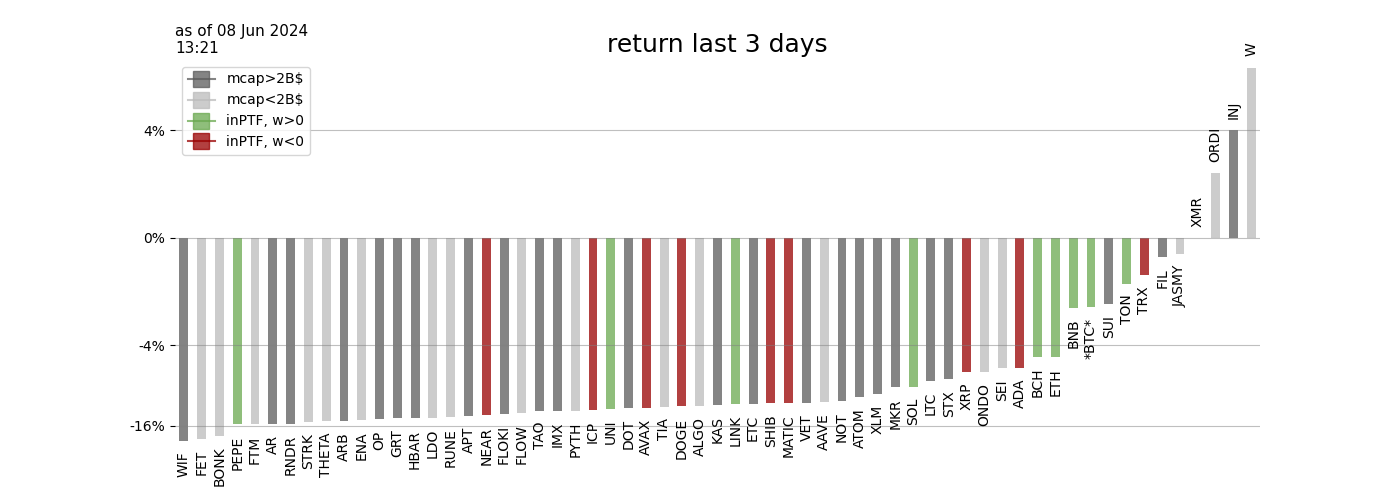 as of 08 Jun 2024
13:21
return last 3 days
mcap>2B$
mcap<2B$
inPTF, w>0
inPTF, w<0
4%
0%
-4%
-16%
WIF
FET
BONK
PEPE
FTM
AR
RNDR
STRK
THETA
ARB
ENA
OP
GRT
HBAR
LDO
RUNE
APT
NEAR
FLOKI
FLOW
TAO
IMX
PYTH
ICP
UNI
DOT
AVAX
TIA
DOGE
ALGO
KAS
LINK
ETC
SHIB
MATIC
VET
AAVE
NOT
ATOM
XLM
MKR
SOL
LTC
STX
XRP
ONDO
SEI
ADA
BCH
ETH
BNB
*BTC*
SUI
TON
TRX
FIL
JASMY
XMR
ORDI
INJ
W